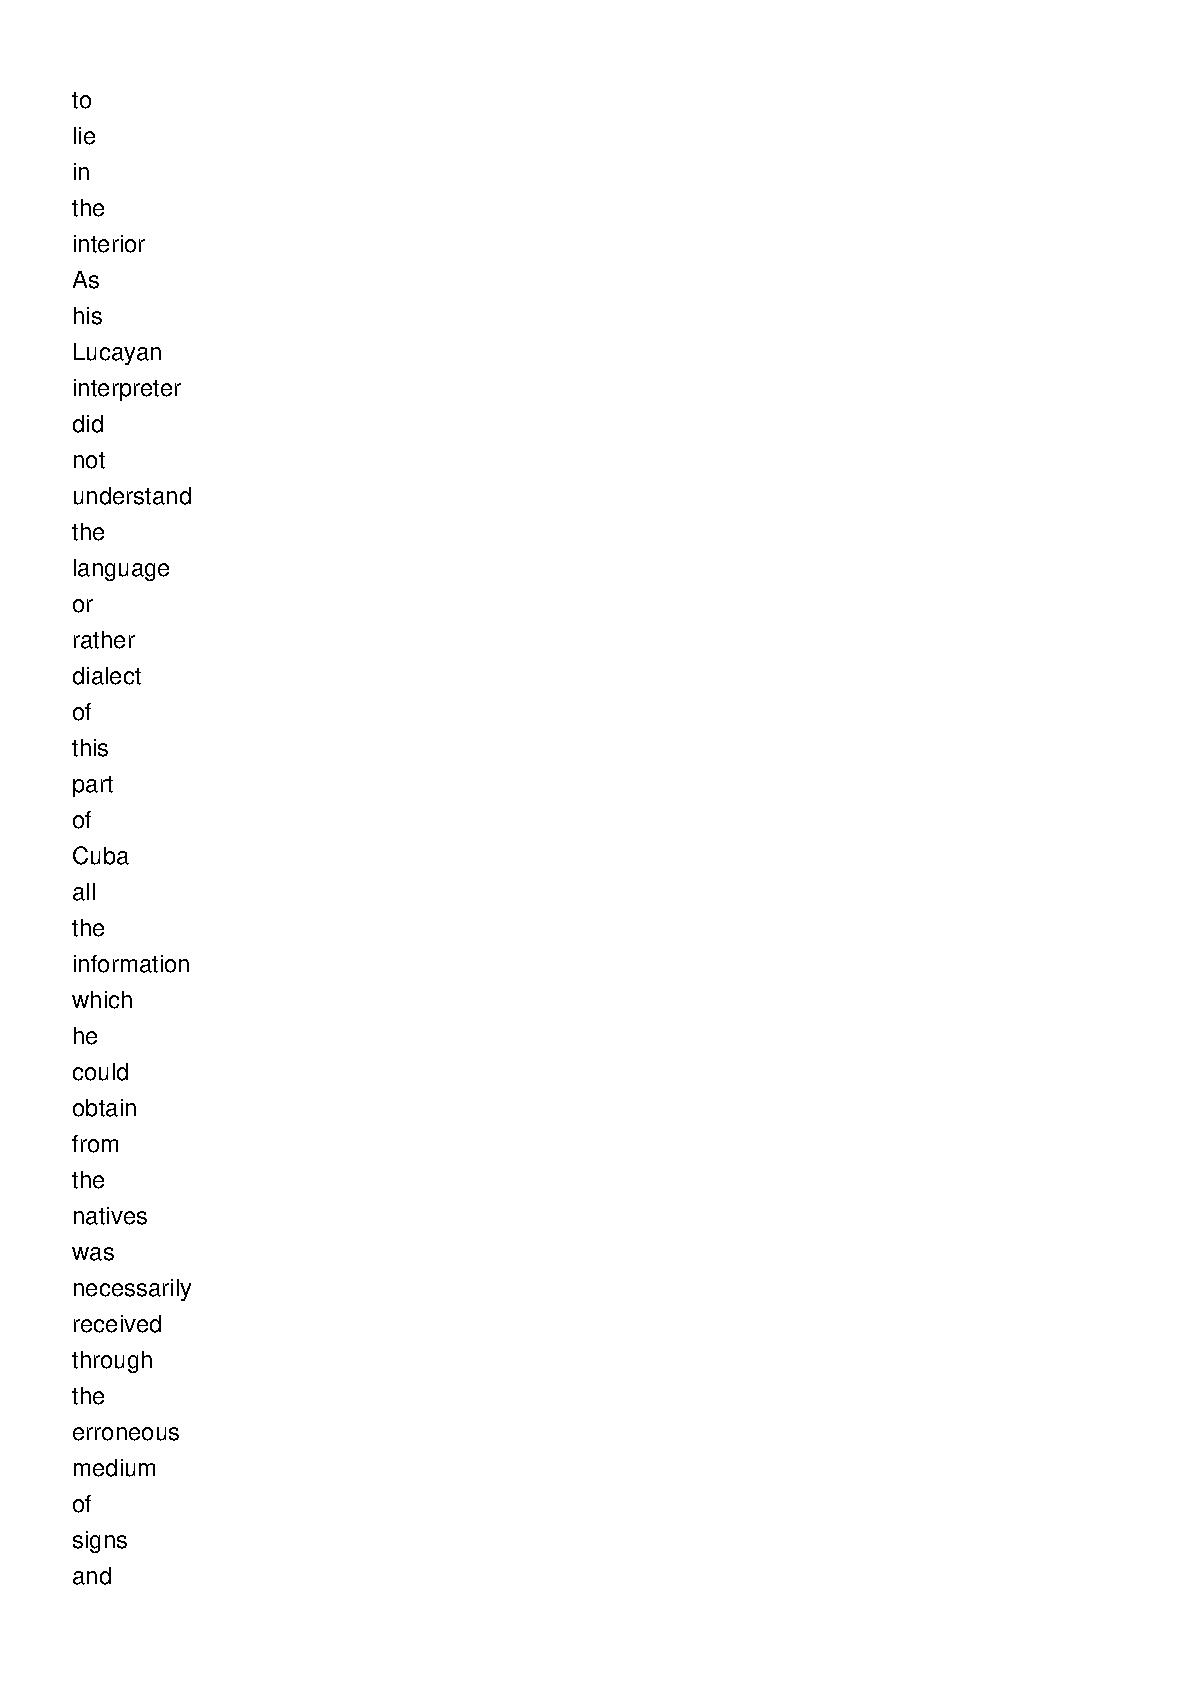 to
lie
in
the
interior
As
his
Lucayan
interpreter
did
not
understand
the
language
or
rather
dialect
of
this
part
of
Cuba
all
the
information
which
he
could
obtain
from
the
natives
was
necessarily
received
through
the
erroneous
medium
of
signs
and